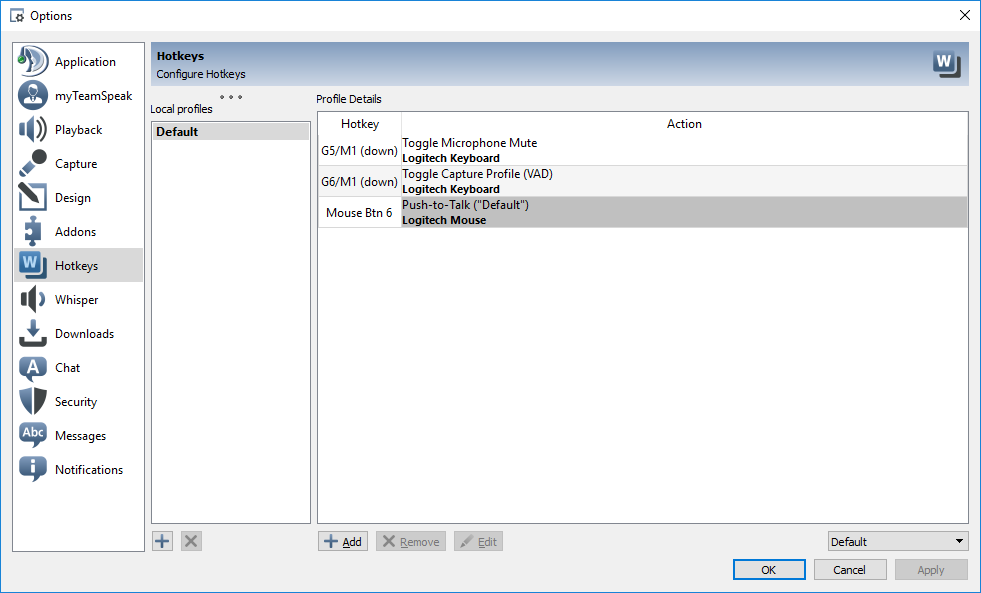 Options
Application
myTeamSpeak
Playback
Capture
Design
Addons
W
Hotkeys
Whisper
Downloads
A
Chat
Security
Abc
Messages
i
Notifications
Hotkeys
Configure Hotkeys
W
Local profiles
Default
Profile Details
Hotkey Action
G5/M1 (down) Toggle Microphone Mute
Logitech Keyboard
G6/M1 (down) Toggle Capture Profile (VAD)
Logitech Keyboard
Mouse Btn 6 Push-to-Talk ("Default")
Logitech Mouse
Add Remove Edit Default
OK Cancel Apply